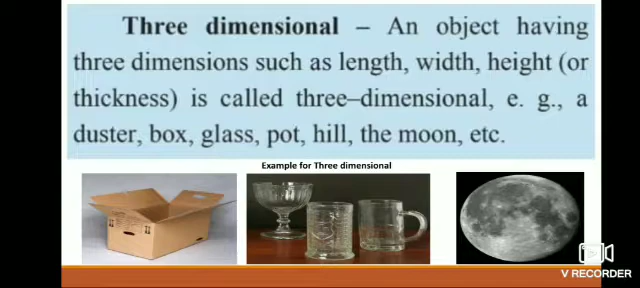 Three dimensional – An object having
three dimensions such as length, width, height (or
thickness) is called three–dimensional, e. g., a
duster, box, glass, pot, hill, the moon, etc.
Example for Three dimensional
V RECORDER